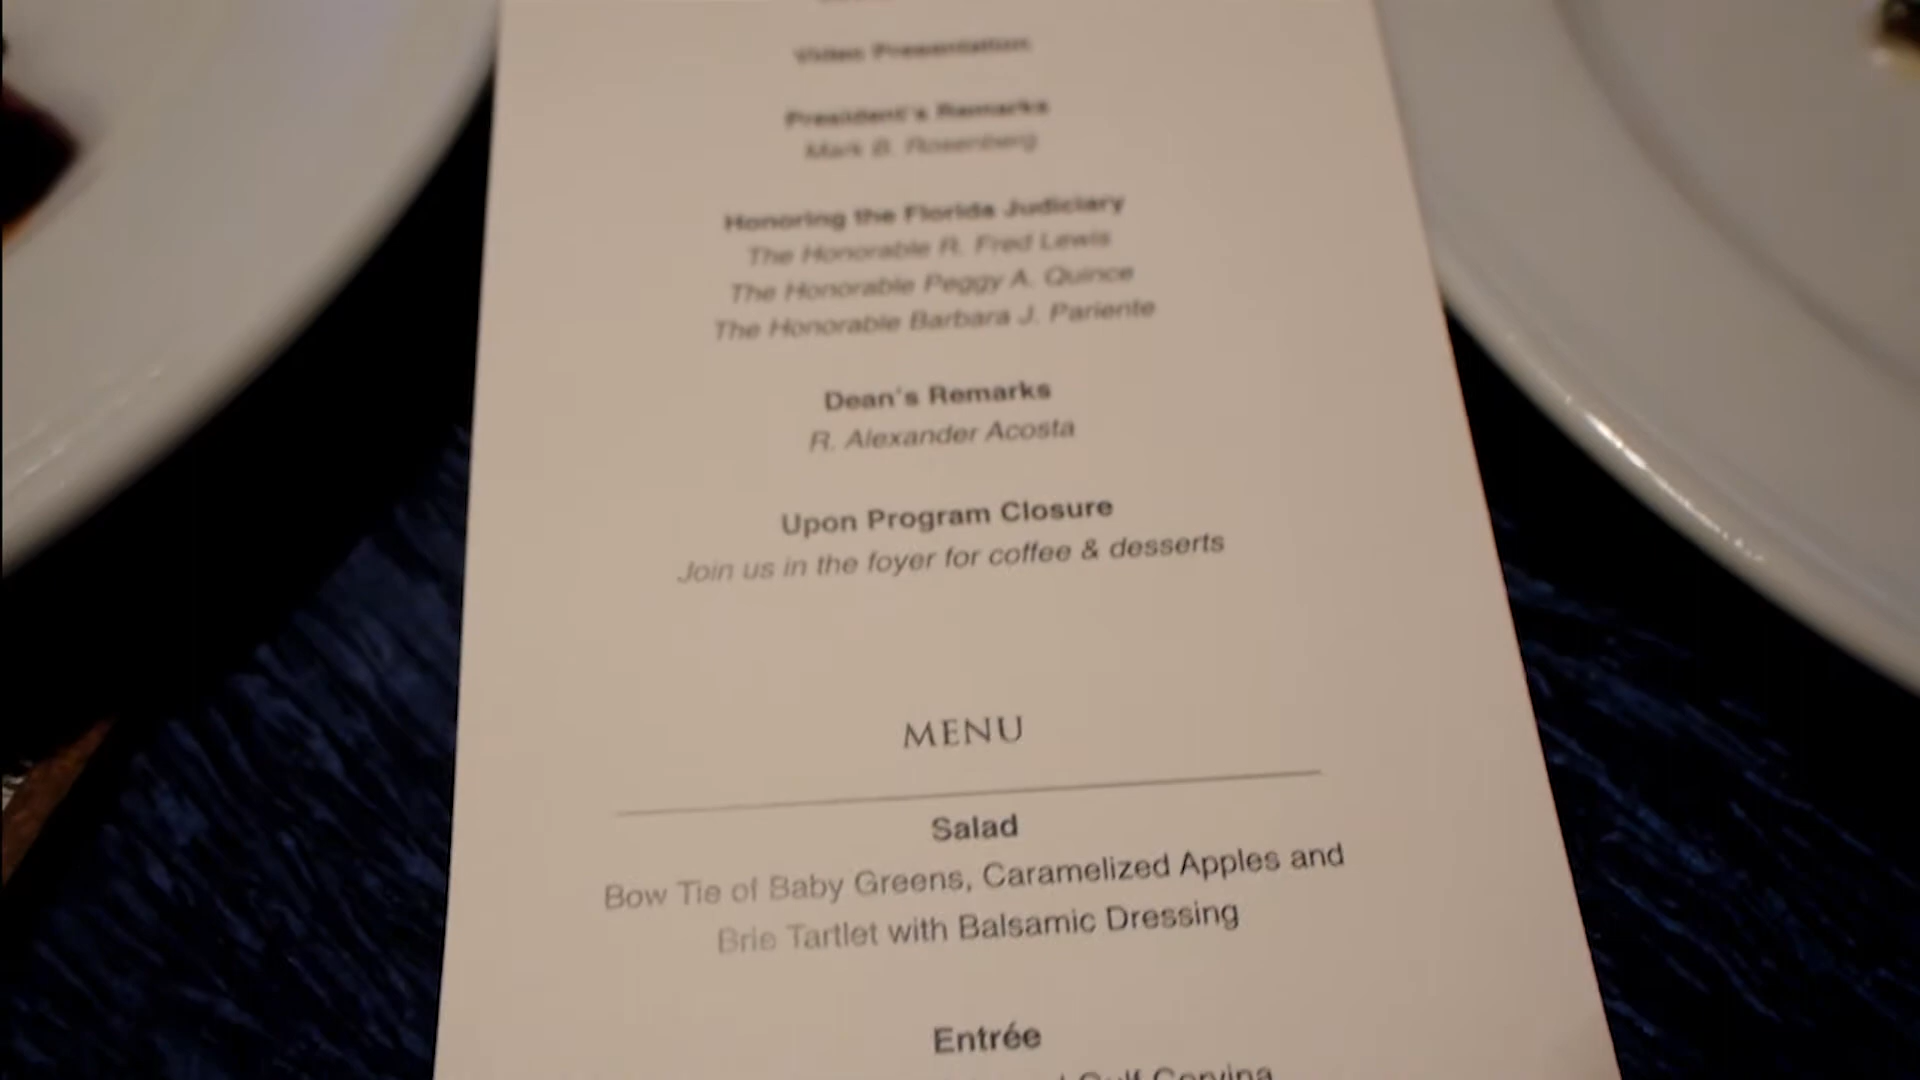 Video Presentation
President's Remarks
Mark B. Rosenberg
Honoring the Florida Judiciary
The Honorable R. Fred Lewis
The Honorable Peggy A. Quince
The Honorable Barbara J. Pariente
Dean's Remarks
R. Alexander Acosta
Upon Program Closure
Join us in the foyer for coffee & desserts
MENU
Salad
Bow Tie of Baby Greens, Caramelized Apples and
Brie Tartlet with Balsamic Dressing
Entrée
Gulf Corvina